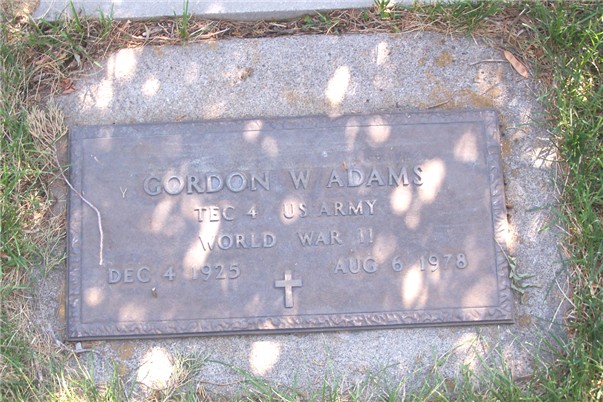 GORDON W ADAMS
TEC 4 US ARMY
WORLD WAR II
DEC 4 1925 AUG 6 1978